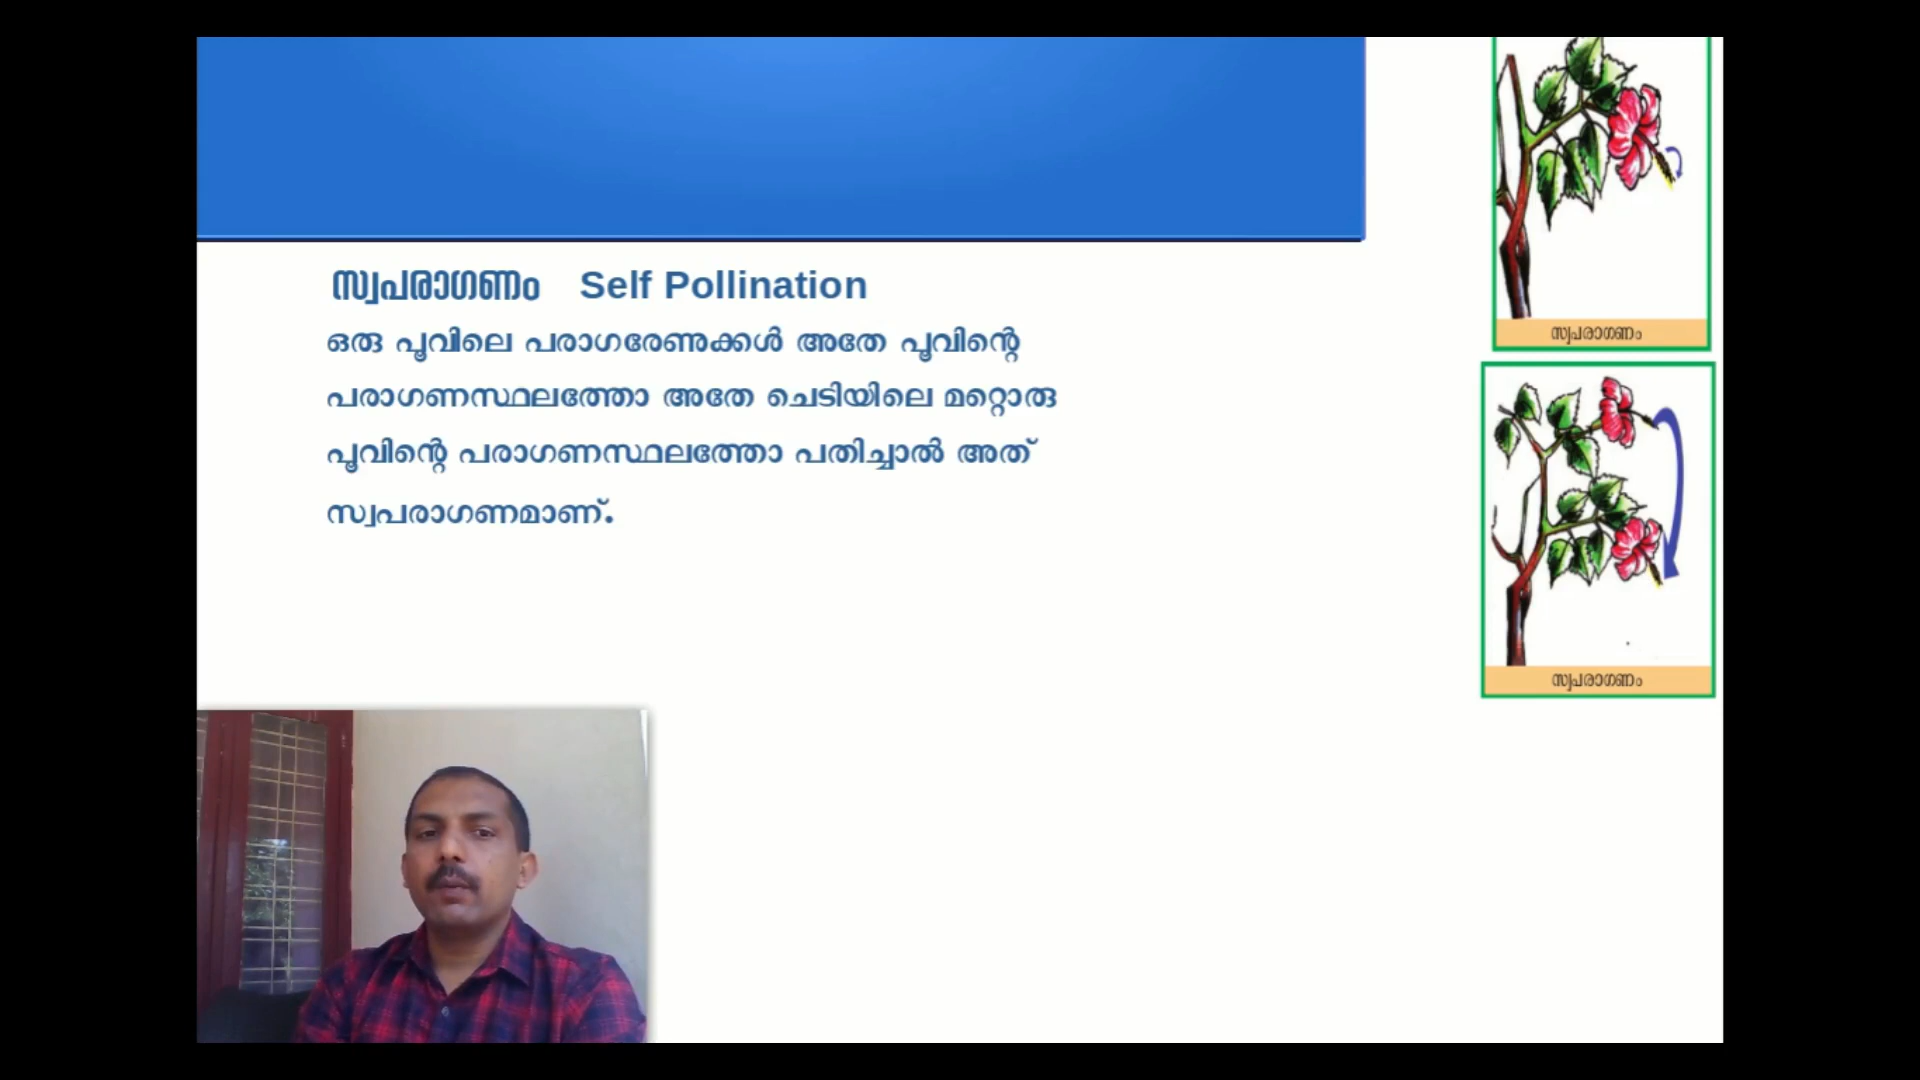 സ്വപരാഗണം Self Pollination
ഒരു പൂവിലെ പരാഗരേണുക്കൾ അതേ പൂവിന്റെ
പരാഗണസ്ഥലത്തോ അതേ ചെടിയിലെ മറ്റൊരു
പൂവിന്റെ പരാഗണസ്ഥലത്തോ പതിച്ചാൽ അത്
സ്വപരാഗണമാണ്.
സ്വപരാഗണം
സ്വപരാഗണം